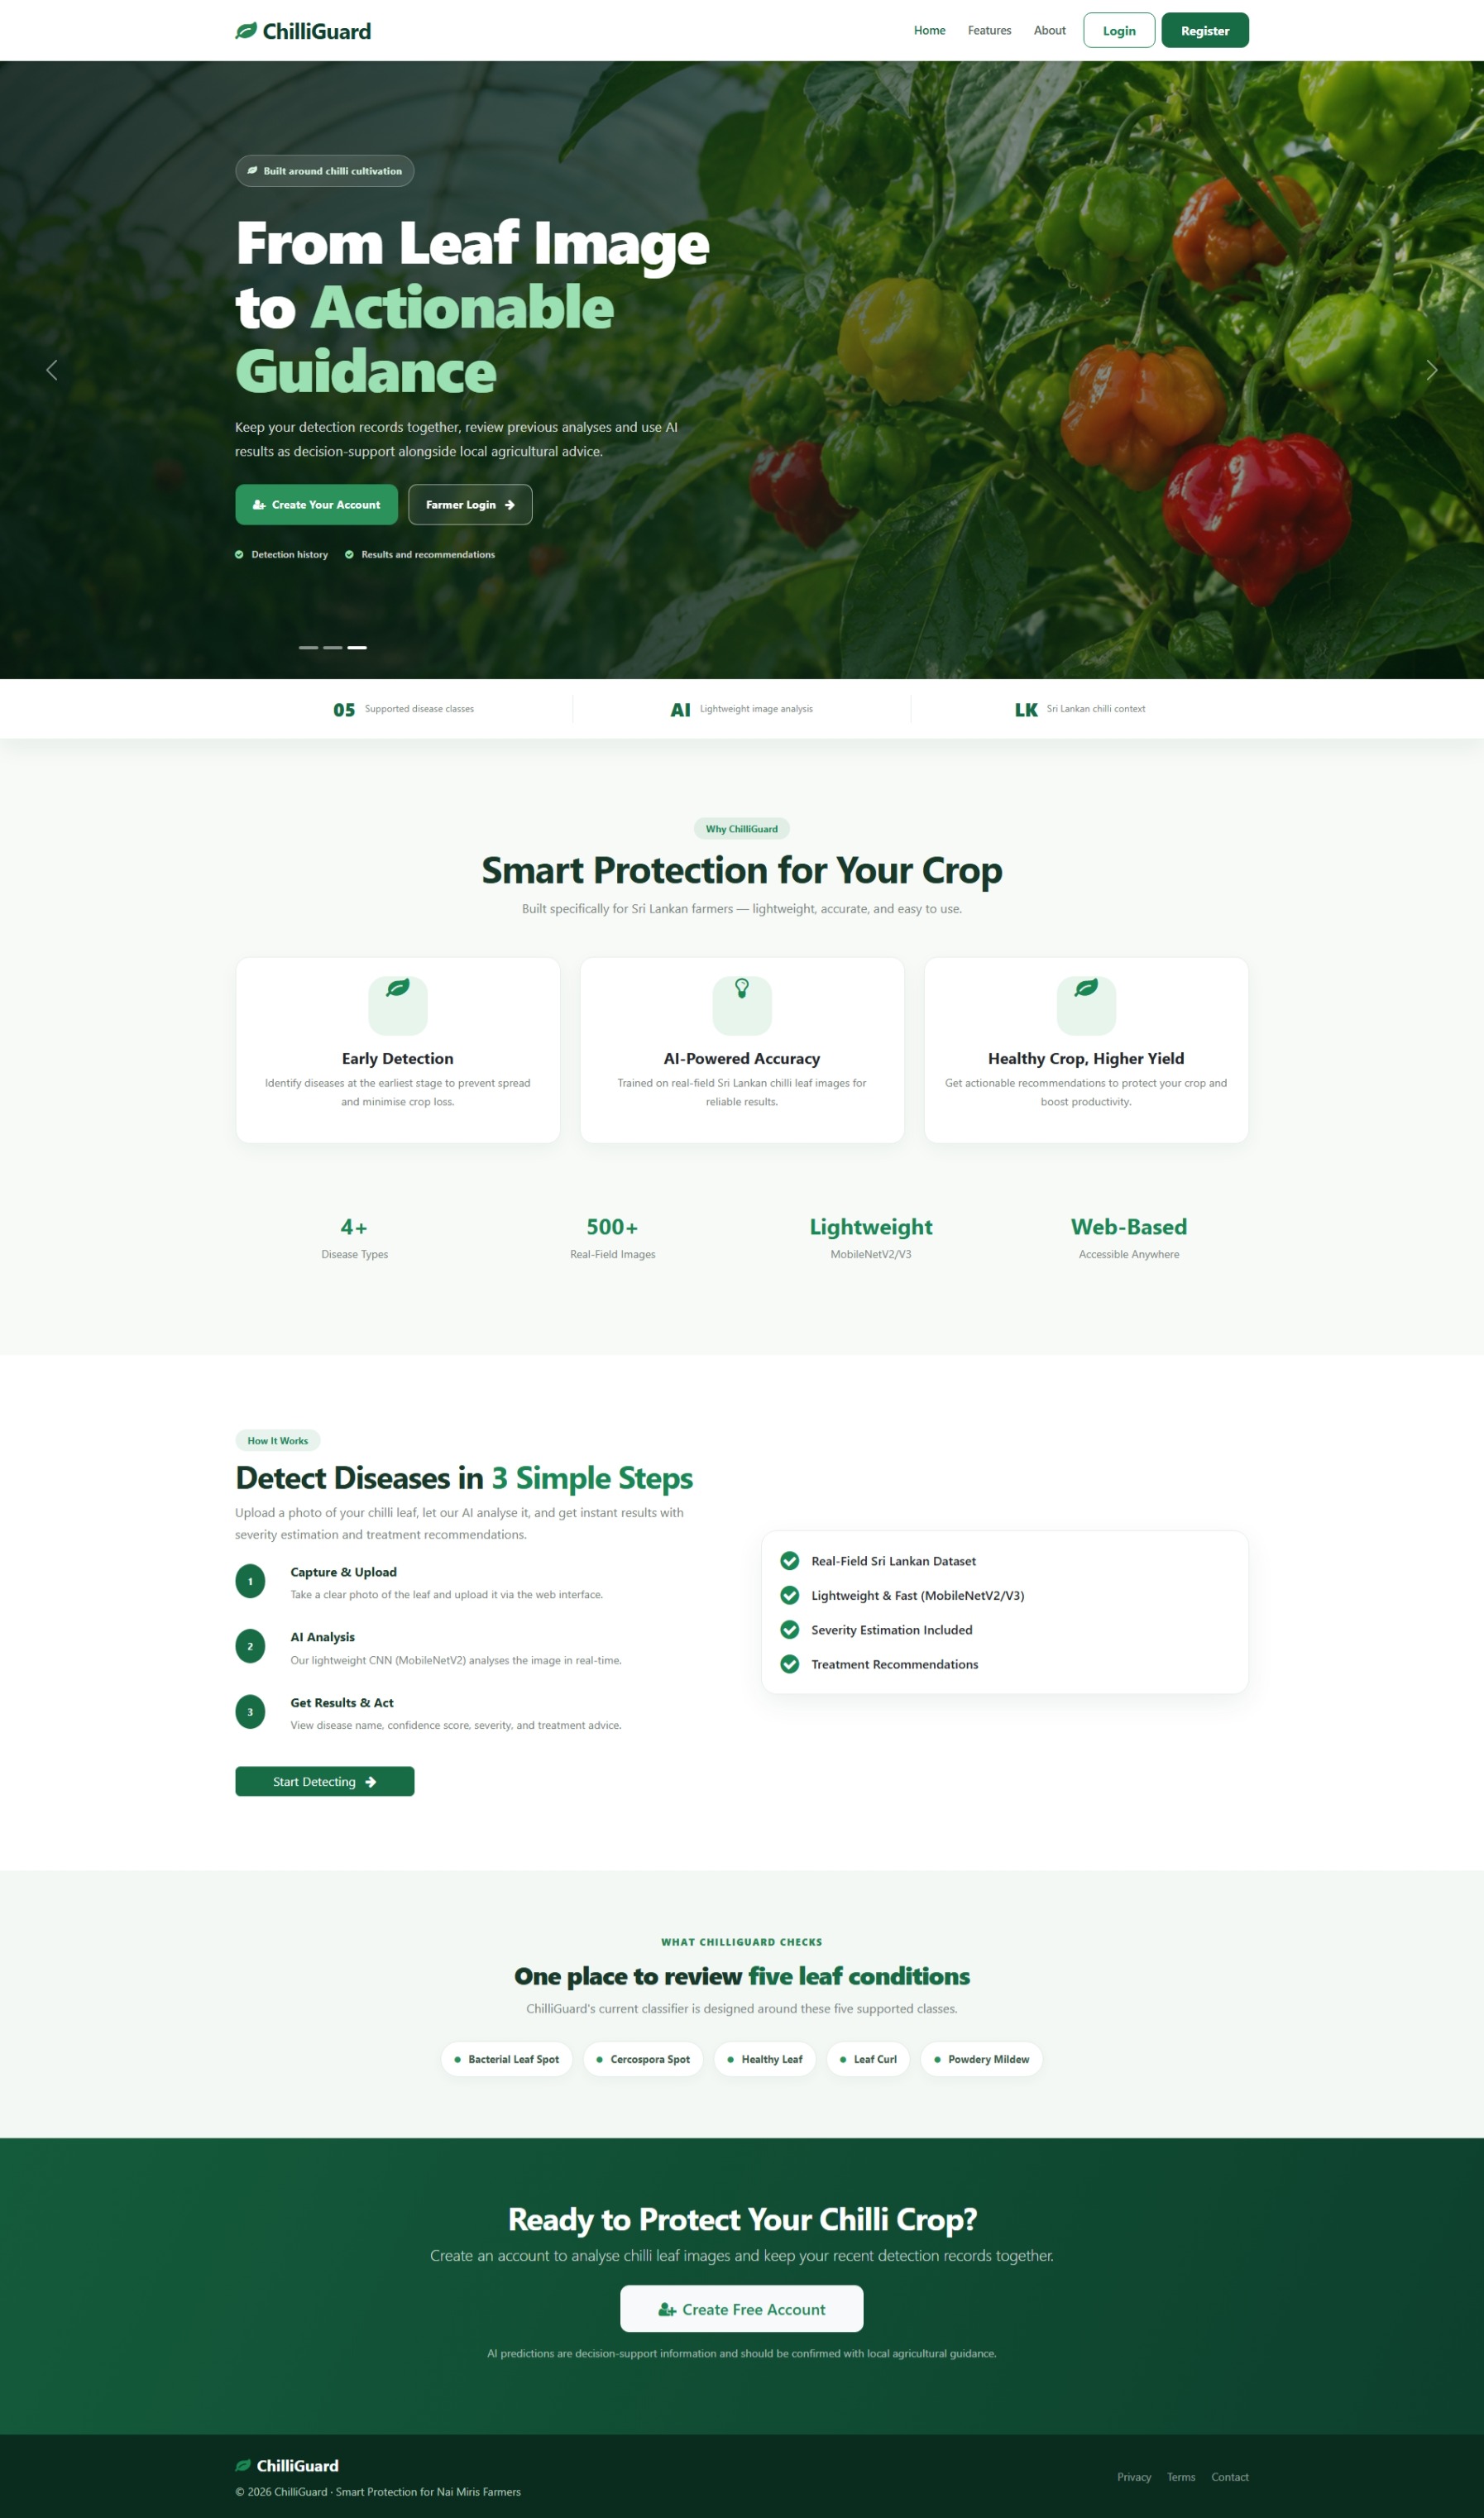 ChilliGuard
Home Features About Login Register
Built around chilli cultivation
From Leaf Image
to Actionable
Guidance
Keep your detection records together, review previous analyses and use AI
results as decision-support alongside local agricultural advice.
Create Your Account Farmer Login
Detection history Results and recommendations
05 Supported disease classes
AI Lightweight image analysis
LK Sri Lankan chilli context
Why ChilliGuard
Smart Protection for Your Crop
Built specifically for Sri Lankan farmers — lightweight, accurate, and easy to use.
Early Detection
Identify diseases at the earliest stage to prevent spread
and minimise crop loss.
AI-Powered Accuracy
Trained on real-field Sri Lankan chilli leaf images for
reliable results.
Healthy Crop, Higher Yield
Get actionable recommendations to protect your crop and
boost productivity.
4+
Disease Types
500+
Real-Field Images
Lightweight
MobileNetV2/V3
Web-Based
Accessible Anywhere
How It Works
Detect Diseases in 3 Simple Steps
Upload a photo of your chilli leaf, let our AI analyse it, and get instant results with
severity estimation and treatment recommendations.
1
Capture & Upload
Take a clear photo of the leaf and upload it via the web interface.
2
AI Analysis
Our lightweight CNN (MobileNetV2) analyses the image in real-time.
3
Get Results & Act
View disease name, confidence score, severity, and treatment advice.
Start Detecting
Real-Field Sri Lankan Dataset
Lightweight & Fast (MobileNetV2/V3)
Severity Estimation Included
Treatment Recommendations
WHAT CHILLIGUARD CHECKS
One place to review five leaf conditions
ChilliGuard's current classifier is designed around these five supported classes.
Bacterial Leaf Spot Cercospora Spot Healthy Leaf Leaf Curl Powdery Mildew
Ready to Protect Your Chilli Crop?
Create an account to analyse chilli leaf images and keep your recent detection records together.
Create Free Account
AI predictions are decision-support information and should be confirmed with local agricultural guidance.
ChilliGuard
© 2026 ChilliGuard · Smart Protection for Nai Miris Farmers
Privacy Terms Contact